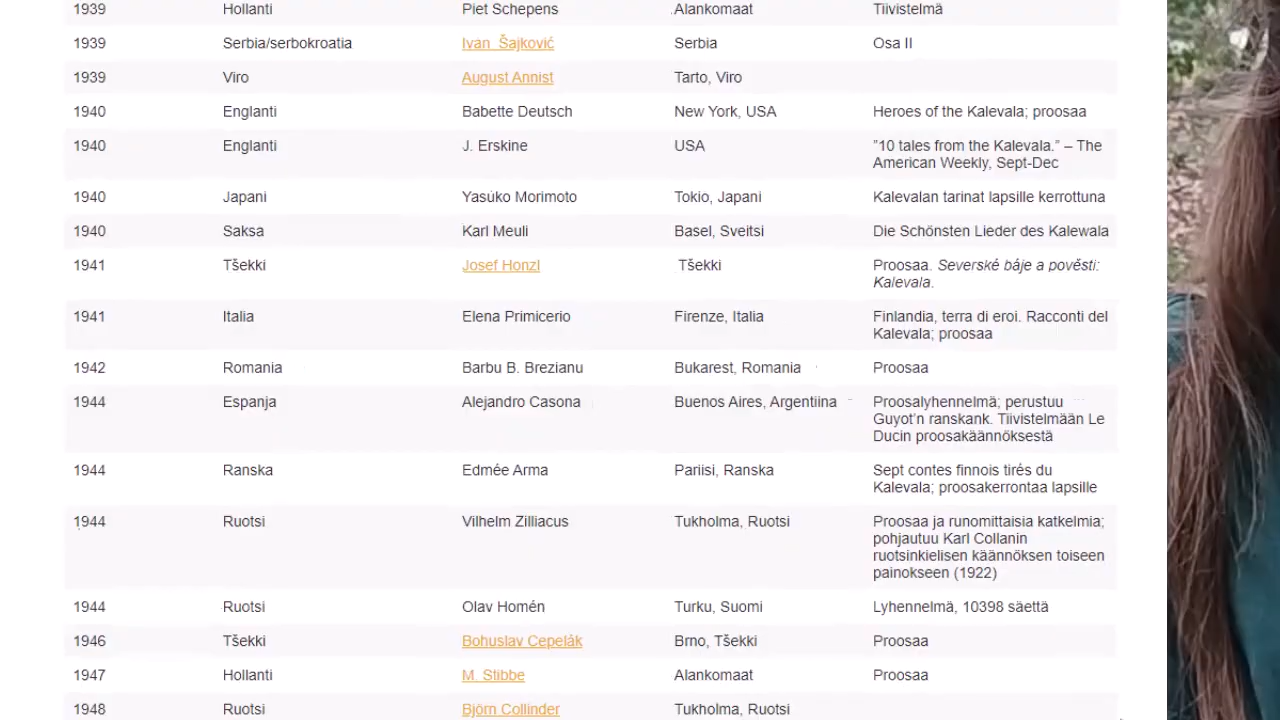 1939 Hollanti Piet Schepens Alankomaat Tiivistelmä
1939 Serbia/serbokroatia Ivan Šajković Serbia Osa II
1939 Viro August Annist Tarto, Viro
1940 Englanti Babette Deutsch New York, USA Heroes of the Kalevala; proosaa
1940 Englanti J. Erskine USA ”10 tales from the Kalevala.” – The
American Weekly, Sept-Dec
1940 Japani Yasuko Morimoto Tokio, Japani Kalevalan tarinat lapsille kerrottuna
1940 Saksa Karl Meuli Basel, Sveitsi Die Schönsten Lieder des Kalewala
1941 Tšekki Josef Honzl Tšekki Proosaa. Severské báje a pověsti:
Kalevala.
1941 Italia Elena Primicerio Firenze, Italia Finlandia, terra di eroi. Racconti del
Kalevala; proosaa
1942 Romania Barbu B. Brezianu Bukarest, Romania Proosaa
1944 Espanja Alejandro Casona Buenos Aires, Argentiina Proosalyhennelmä; perustuu
Guyot’n ranskank. Tiivistelmään Le
Ducin proosakäännöksestä
1944 Ranska Edmée Arma Pariisi, Ranska Sept contes finnois tirés du
Kalevala; proosakerrontaa lapsille
1944 Ruotsi Vilhelm Zilliacus Tukholma, Ruotsi Proosaa ja runomittaisia katkelmia;
pohjautuu Karl Collanin
ruotsinkielisen käännöksen toiseen
painokseen (1922)
1944 Ruotsi Olav Homén Turku, Suomi Lyhennelmä, 10398 säettä
1946 Tšekki Bohuslav Cepelák Brno, Tšekki Proosaa
1947 Hollanti M. Stibbe Alankomaat Proosaa
1948 Ruotsi Björn Collinder Tukholma, Ruotsi